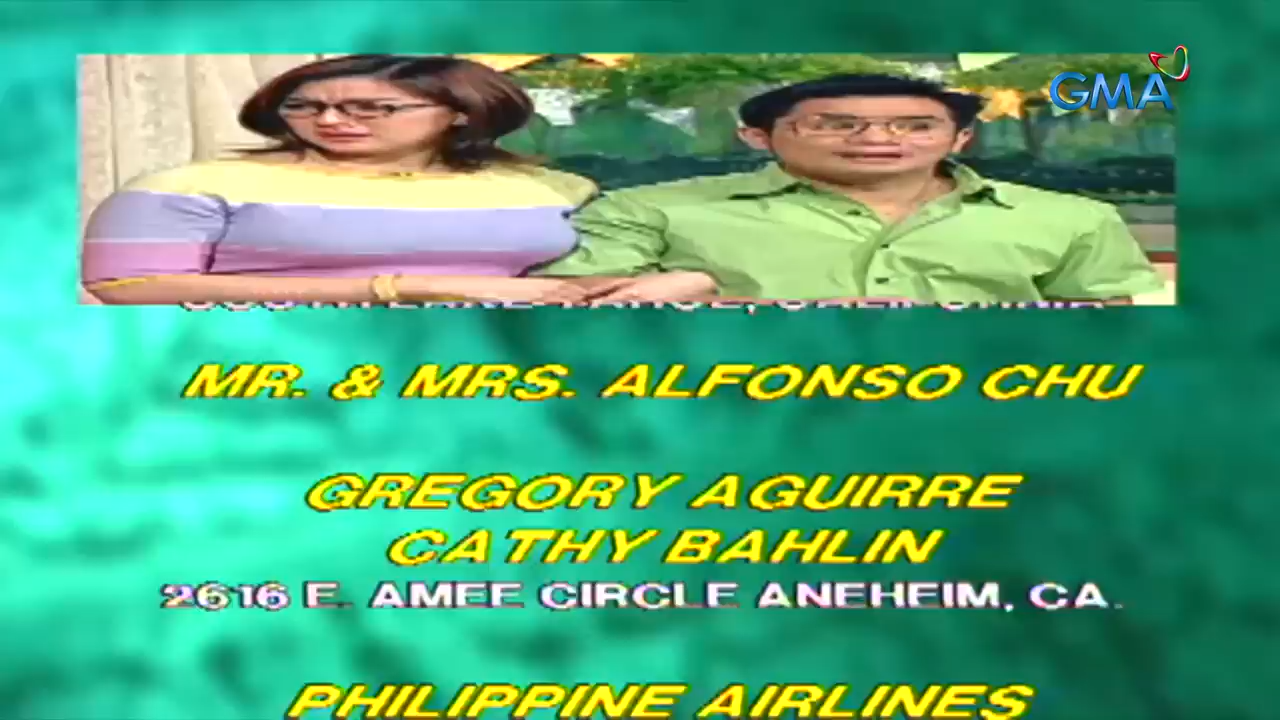 GMA
MR. & MRS. ALFONSO CHU
GREGORY AGUIRRE
CATHY BAHLIN
2616 E. AMEE CIRCLE ANEHEIM, CA.
PHILIPPINE AIRLINES